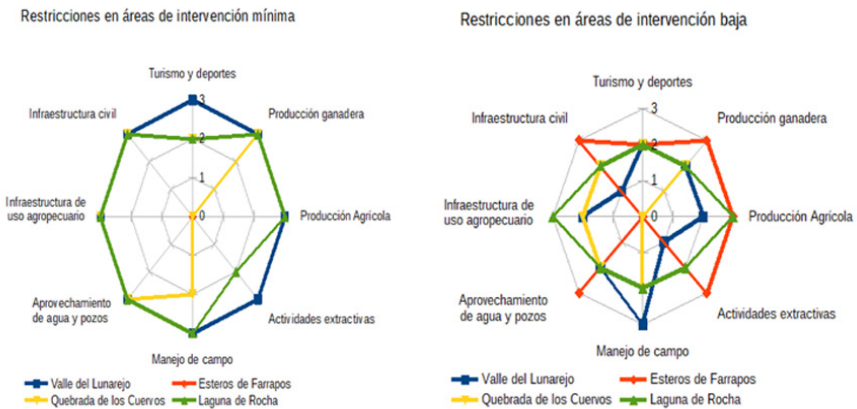 Restricciones en áreas de intervención mínima
Turismo y deportes
Infraestructura civil
Producción ganadera
3
2
1
0
Infraestructura de
uso agropecuario
Producción Agrícola
Aprovechamiento
de agua y pozos
Actividades extractivas
Manejo de campo
Valle del Lunarejo
Esteros de Farrapos
Quebrada de los Cuervos
Laguna de Rocha
Restricciones en áreas de intervención baja
Turismo y deportes
3
Infraestructura civil
Producción ganadera
2
1
Infraestructura de
uso agropecuario
0
Producción Agrícola
Aprovechamiento
de agua y pozos
Actividades extractivas
Manejo de campo
Valle del Lunarejo
Esteros de Farrapos
Quebrada de los Cuervos
Laguna de Rocha